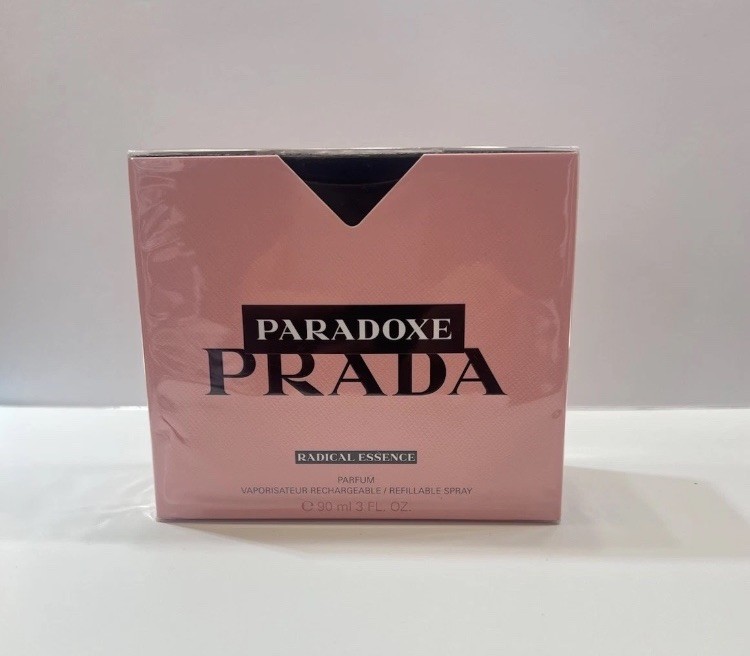 PARADOXE
PRADA
RADICAL ESSENCE
PARFUM
VAPORISATEUR RECHARGEABLE / REFILLABLE SPRAY
℮ 90 ml 3 FL. OZ.